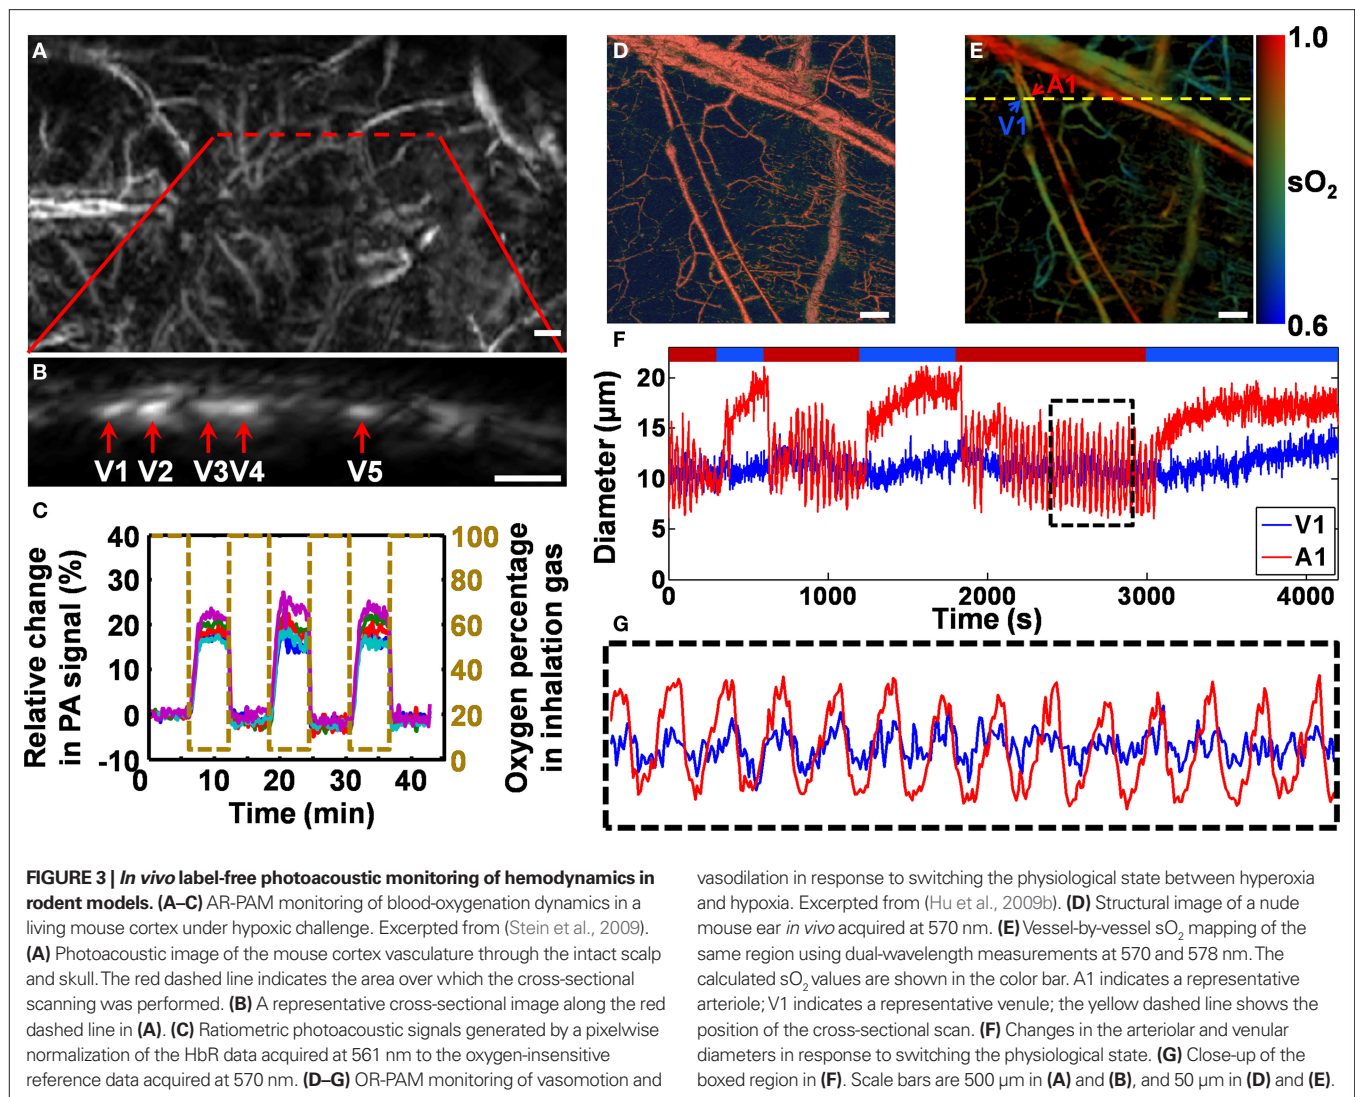 A
B
V1 V2 V3 V4 V5
C
40
30
20
10
0
-10
100
80
60
40
20
0
0 10 20 30 40
Relative change
in PA signal (%)
Oxygen percentage
in inhalation gas
Time (min)
D
E
A1
V1
1.0
sO2
0.6
F
20
15
10
5
0
Diameter (µm)
V1
A1
0 1000 2000 3000 4000
Time (s)
G
FIGURE 3 | In vivo label-free photoacoustic monitoring of hemodynamics in
rodent models. (A–C) AR-PAM monitoring of blood-oxygenation dynamics in a
living mouse cortex under hypoxic challenge. Excerpted from (Stein et al., 2009).
(A) Photoacoustic image of the mouse cortex vasculature through the intact scalp
and skull. The red dashed line indicates the area over which the cross-sectional
scanning was performed. (B) A representative cross-sectional image along the red
dashed line in (A). (C) Ratiometric photoacoustic signals generated by a pixelwise
normalization of the HbR data acquired at 561 nm to the oxygen-insensitive
reference data acquired at 570 nm. (D–G) OR-PAM monitoring of vasomotion and
vasodilation in response to switching the physiological state between hyperoxia
and hypoxia. Excerpted from (Hu et al., 2009b). (D) Structural image of a nude
mouse ear in vivo acquired at 570 nm. (E) Vessel-by-vessel sO2 mapping of the
same region using dual-wavelength measurements at 570 and 578 nm. The
calculated sO2 values are shown in the color bar. A1 indicates a representative
arteriole; V1 indicates a representative venule; the yellow dashed line shows the
position of the cross-sectional scan. (F) Changes in the arteriolar and venular
diameters in response to switching the physiological state. (G) Close-up of the
boxed region in (F). Scale bars are 500 µm in (A) and (B), and 50 µm in (D) and (E).